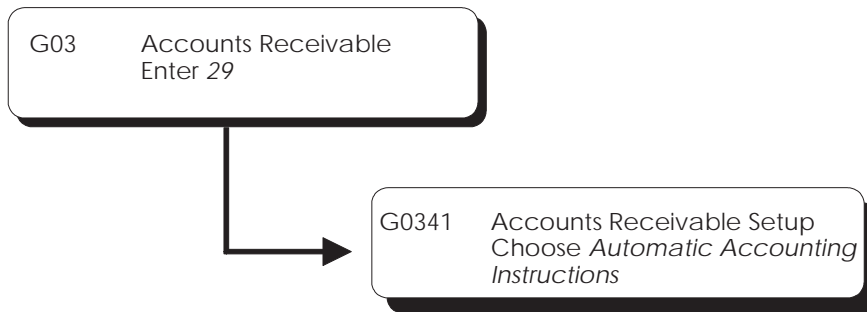 G03 Accounts Receivable
Enter 29
G0341 Accounts Receivable Setup
Choose Automatic Accounting
Instructions